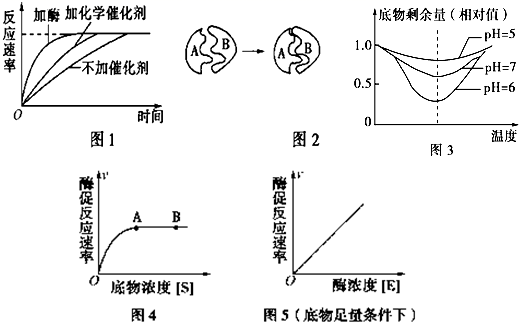 反应速率
加酶
加化学催化剂
不加催化剂
O
时间
图1
A
B
A
B
图2
底物剩余量（相对值）
1.0
0.5
0
pH=5
pH=7
pH=6
温度
图3
酶促反应速率
v
A
B
O
底物浓度 [S]
图4
酶促反应速率
O
酶浓度 [E]
图5（底物足量条件下）